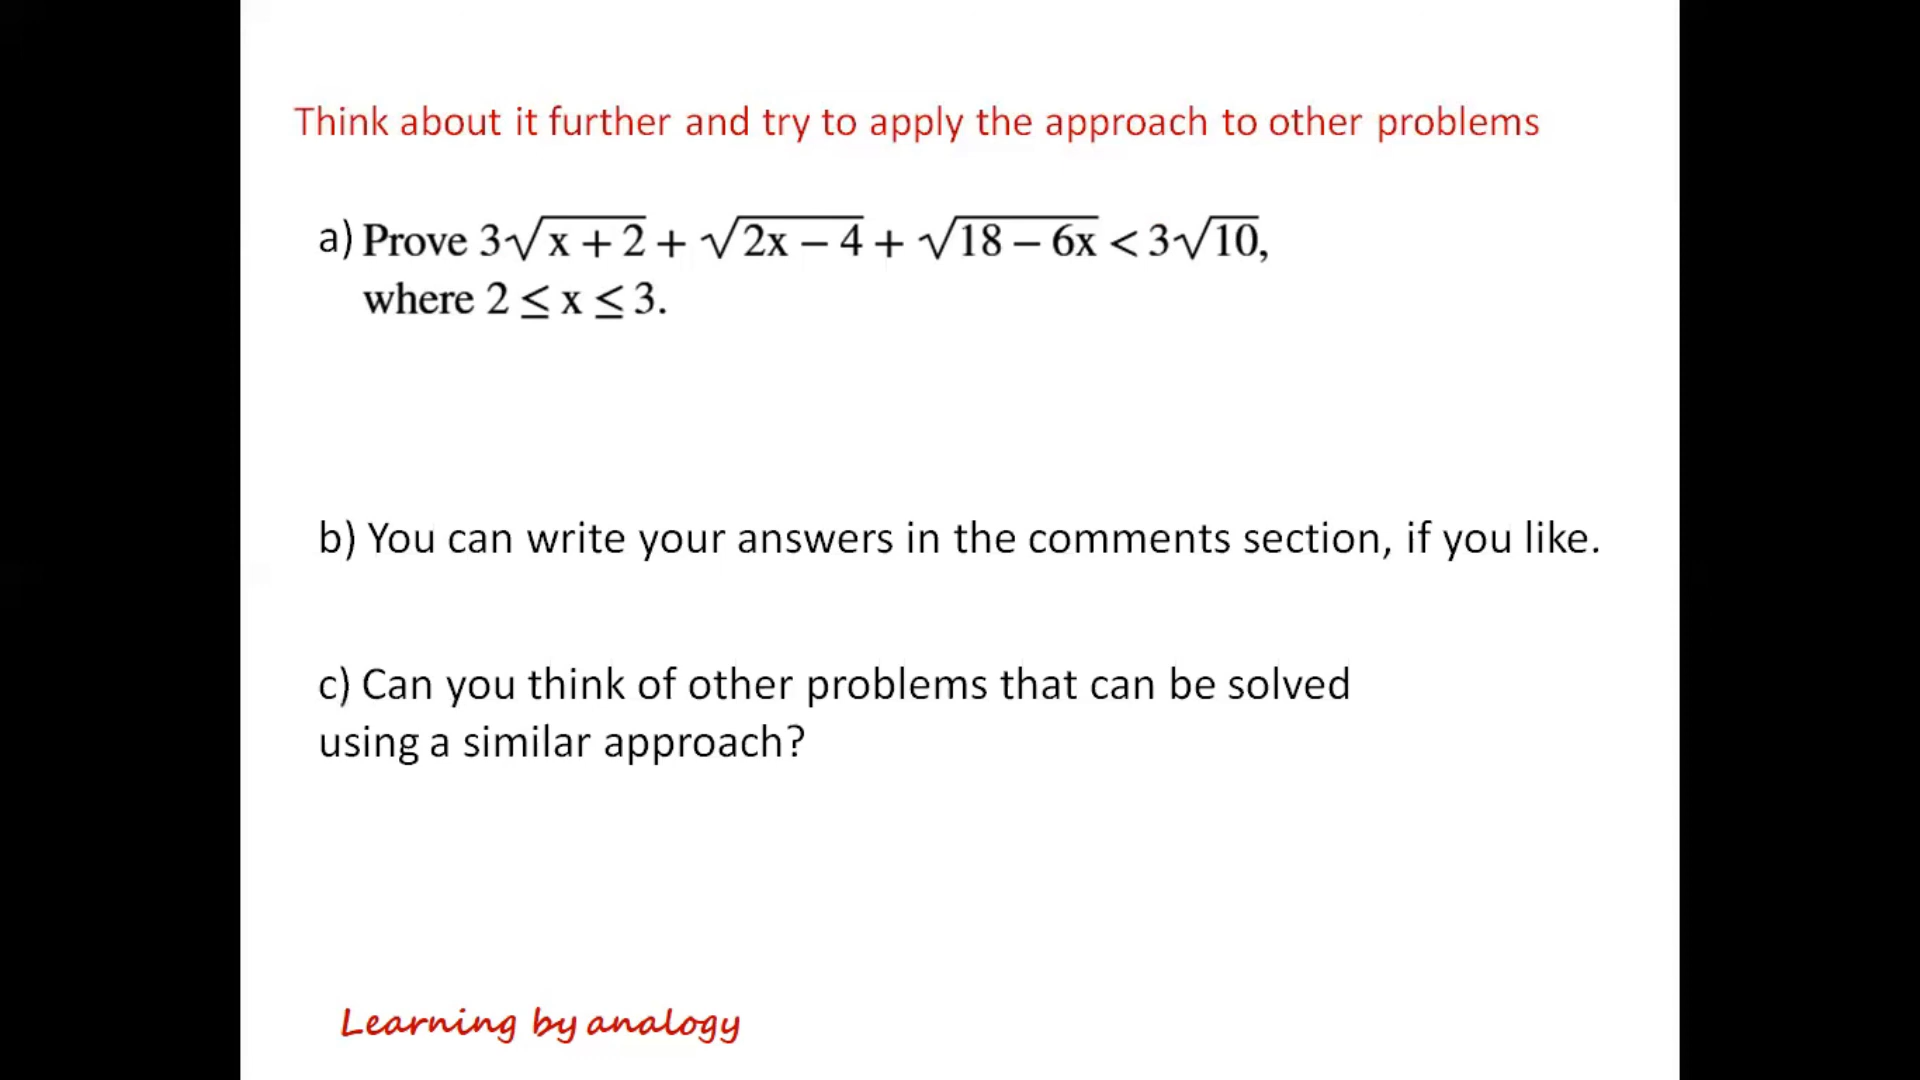 Think about it further and try to apply the approach to other problems
a) Prove 3√x + 2 + √2x – 4 + √18 – 6x < 3√10,
where 2 ≤ x ≤ 3.
b) You can write your answers in the comments section, if you like.
c) Can you think of other problems that can be solved
using a similar approach?
Learning by analogy